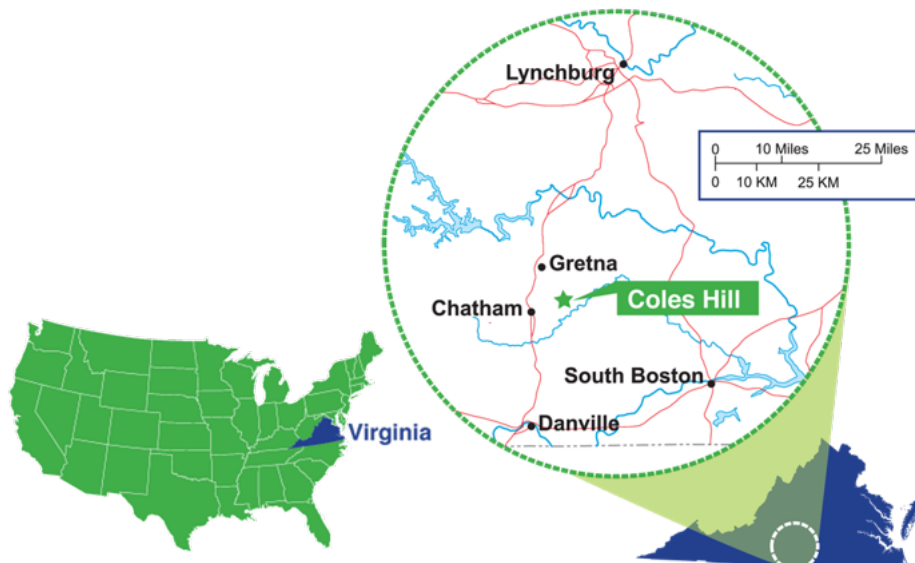 Lynchburg
0 10 Miles 25 Miles
0 10 KM 25 KM
Gretna
Coles Hill
Chatham
South Boston
Danville
Virginia